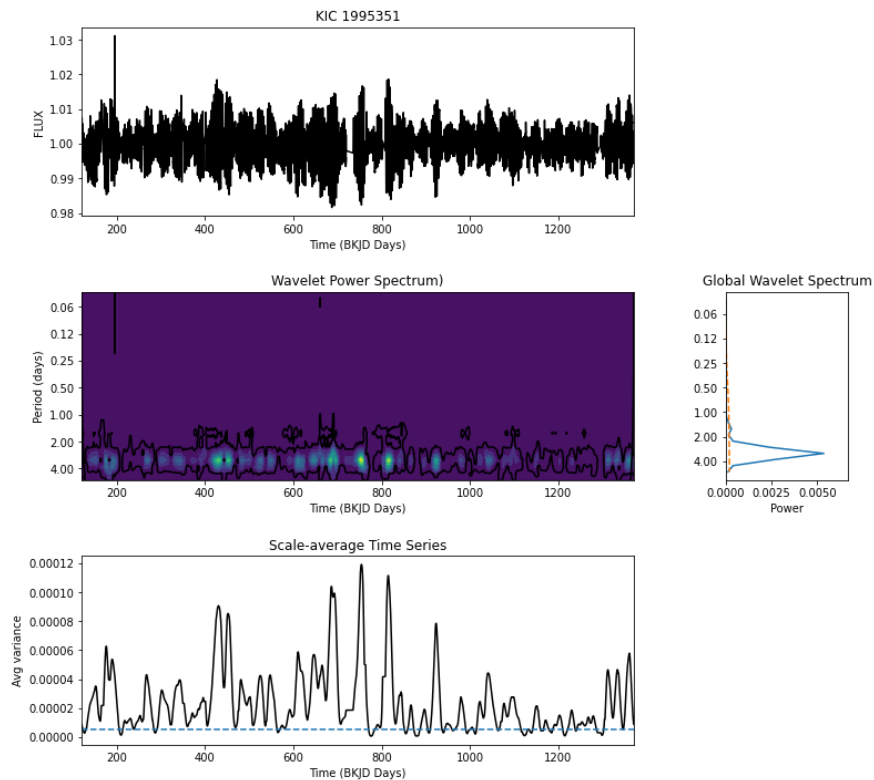 KIC 1995351
1.03
1.02
1.01
1.00
0.99
0.98
FLUX
200 400 600 800 1000 1200
Time (BKJD Days)
Wavelet Power Spectrum)
0.06
0.12
0.25
0.50
1.00
2.00
4.00
Period (days)
200 400 600 800 1000 1200
Time (BKJD Days)
Global Wavelet Spectrum
0.06
0.12
0.25
0.50
1.00
2.00
4.00
0.0000 0.0025 0.0050
Power
Scale-average Time Series
0.00012
0.00010
0.00008
0.00006
0.00004
0.00002
0.00000
Avg variance
200 400 600 800 1000 1200
Time (BKJD Days)